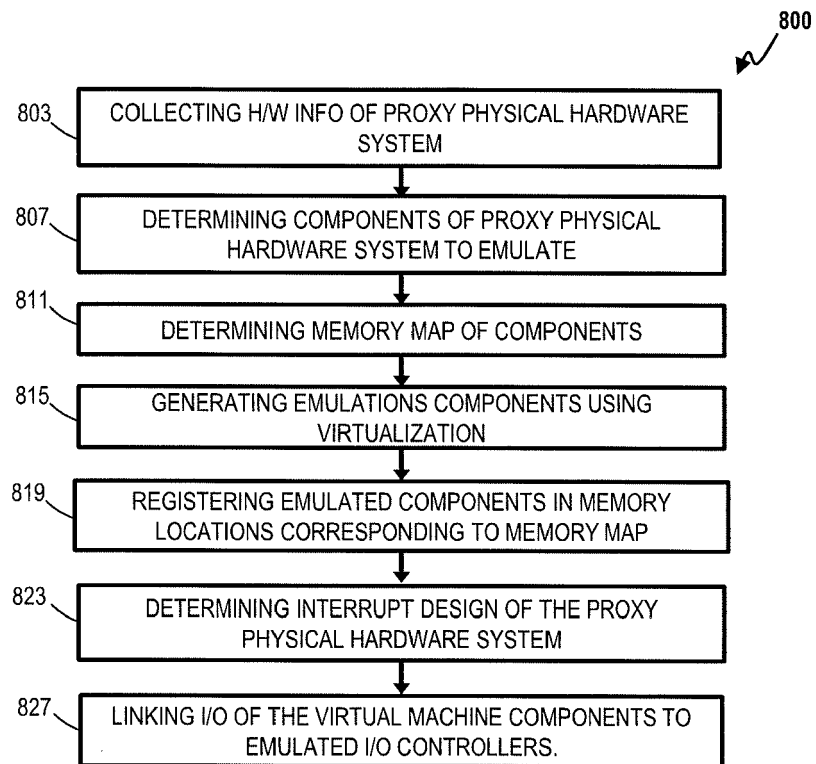 800
803
COLLECTING H/W INFO OF PROXY PHYSICAL HARDWARE
SYSTEM
807
DETERMINING COMPONENTS OF PROXY PHYSICAL
HARDWARE SYSTEM TO EMULATE
811
DETERMINING MEMORY MAP OF COMPONENTS
815
GENERATING EMULATIONS COMPONENTS USING
VIRTUALIZATION
819
REGISTERING EMULATED COMPONENTS IN MEMORY
LOCATIONS CORRESPONDING TO MEMORY MAP
823
DETERMINING INTERRUPT DESIGN OF THE PROXY
PHYSICAL HARDWARE SYSTEM
827
LINKING I/O OF THE VIRTUAL MACHINE COMPONENTS TO
EMULATED I/O CONTROLLERS.